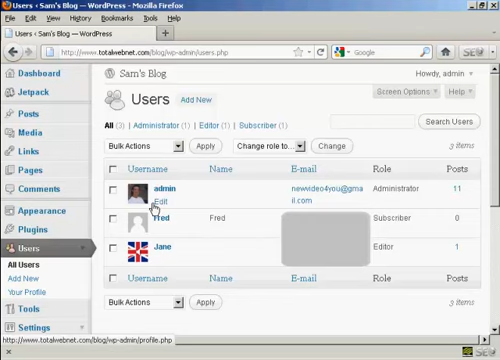 Users ‹ Sam's Blog — WordPress - Mozilla Firefox
File Edit View History Bookmarks Tools Help
Users ‹ Sam's Blog — WordPress
http://www.totalwebnet.com/blog/wp-admin/users.php
Google
Sam's Blog
Howdy, admin
Dashboard
Jetpack
Posts
Media
Links
Pages
Comments
Appearance
Plugins
Users
All Users
Add New
Your Profile
Tools
Settings
Users Add New
Screen Options Help
All (3) | Administrator (1) | Editor (1) | Subscriber (1)
Search Users
Bulk Actions Apply Change role to... Change 3 items
Username Name E-mail Role Posts
admin newvideo4you@gmail.com Administrator 11
Edit
Fred Fred Subscriber 0
Jane Editor 1
Username Name E-mail Role Posts
Bulk Actions Apply 3 items
http://www.totalwebnet.com/blog/wp-admin/profile.php